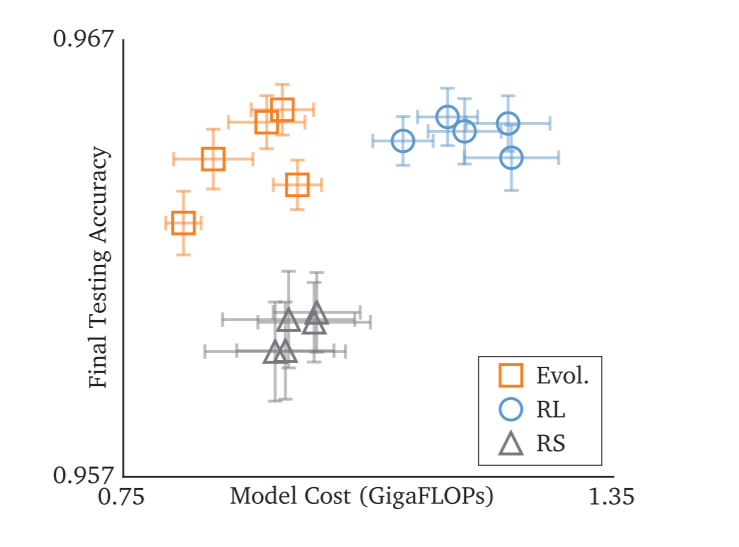 0.967
Final Testing Accuracy
Evol.
RL
RS
0.957
0.75
Model Cost (GigaFLOPs)
1.35